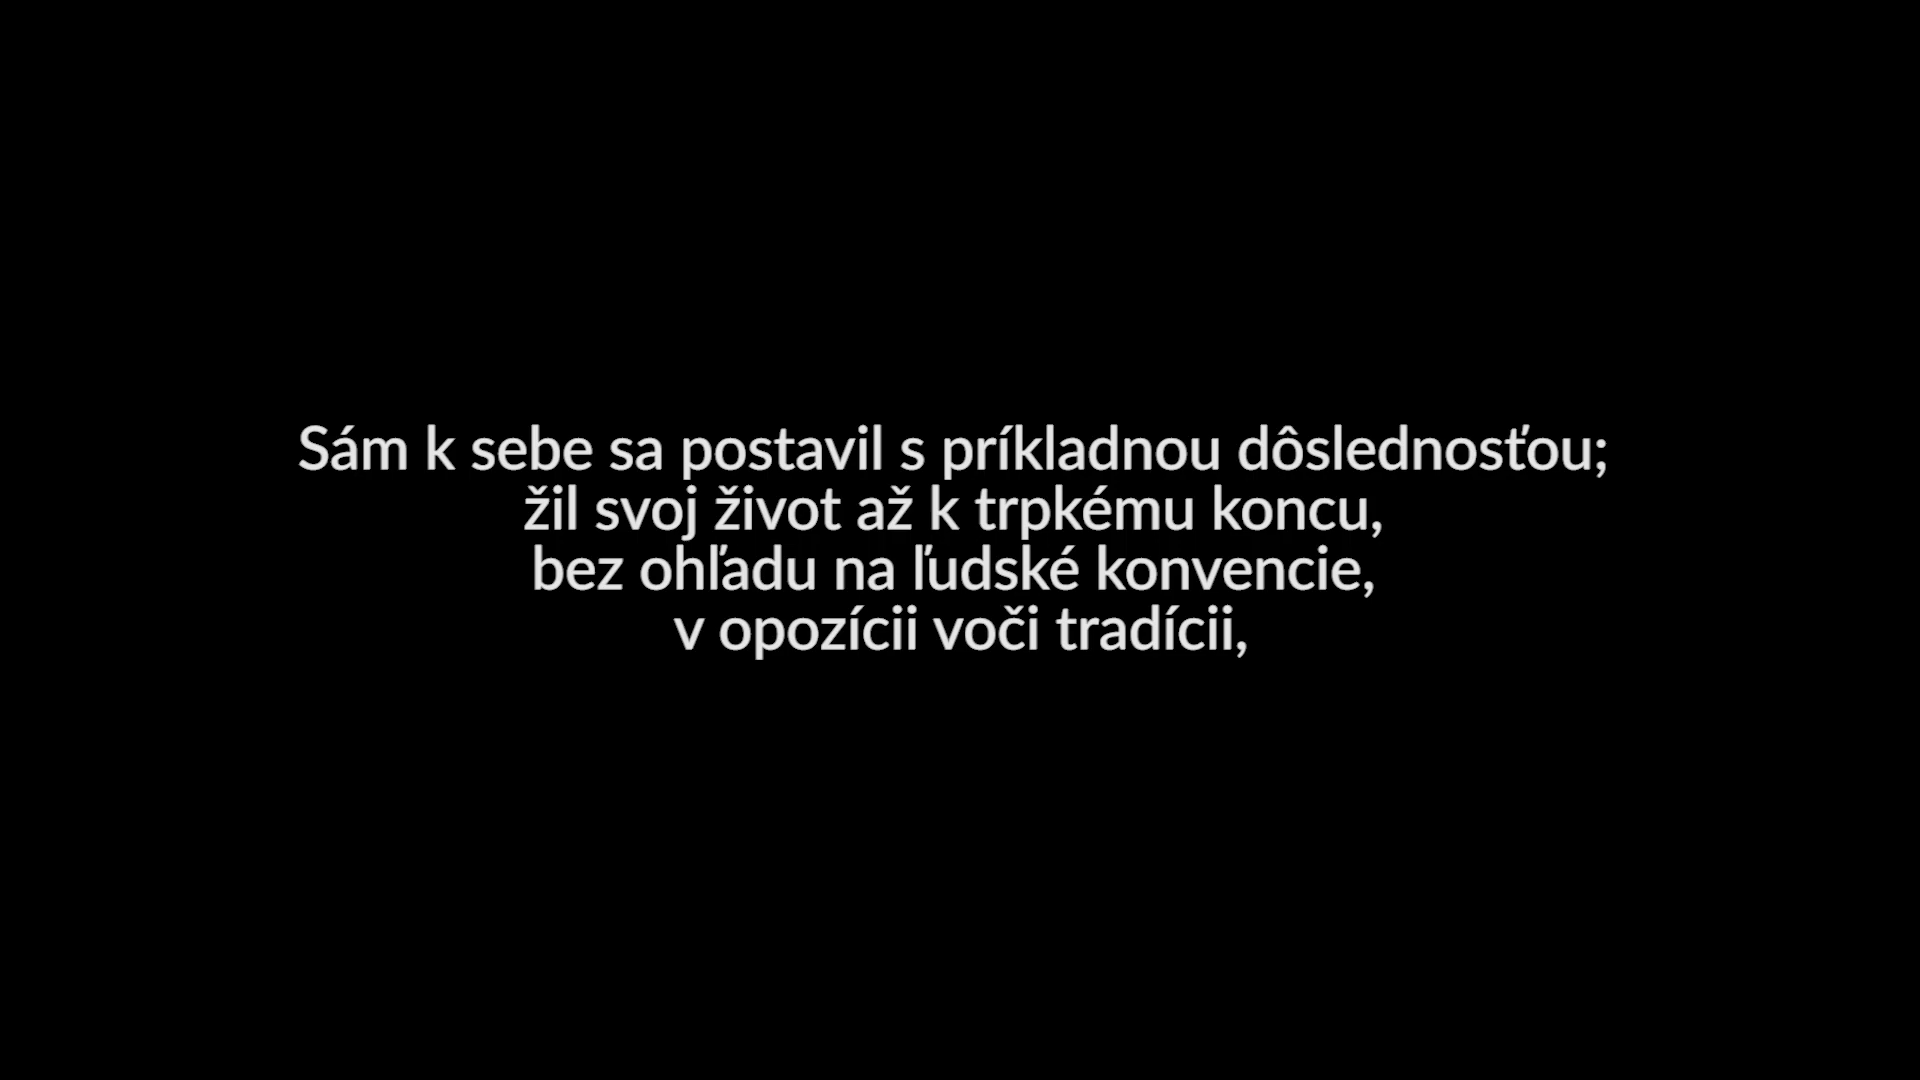 Sám k sebe sa postavil s príkladnou dôslednosťou;
žil svoj život až k trpkému koncu,
bez ohľadu na ľudské konvencie,
v opozícii voči tradícii,